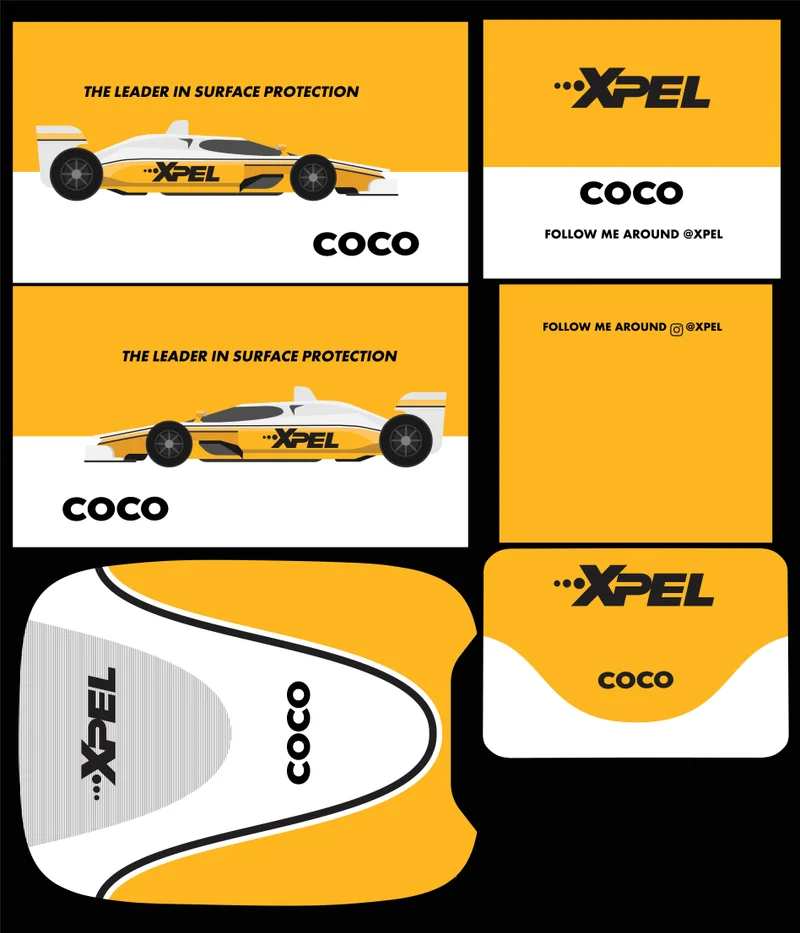 THE LEADER IN SURFACE PROTECTION
XPEL
COCO
XPEL
COCO
FOLLOW ME AROUND @XPEL
THE LEADER IN SURFACE PROTECTION
XPEL
COCO
FOLLOW ME AROUND @XPEL
XPEL
COCO
XPEL
COCO